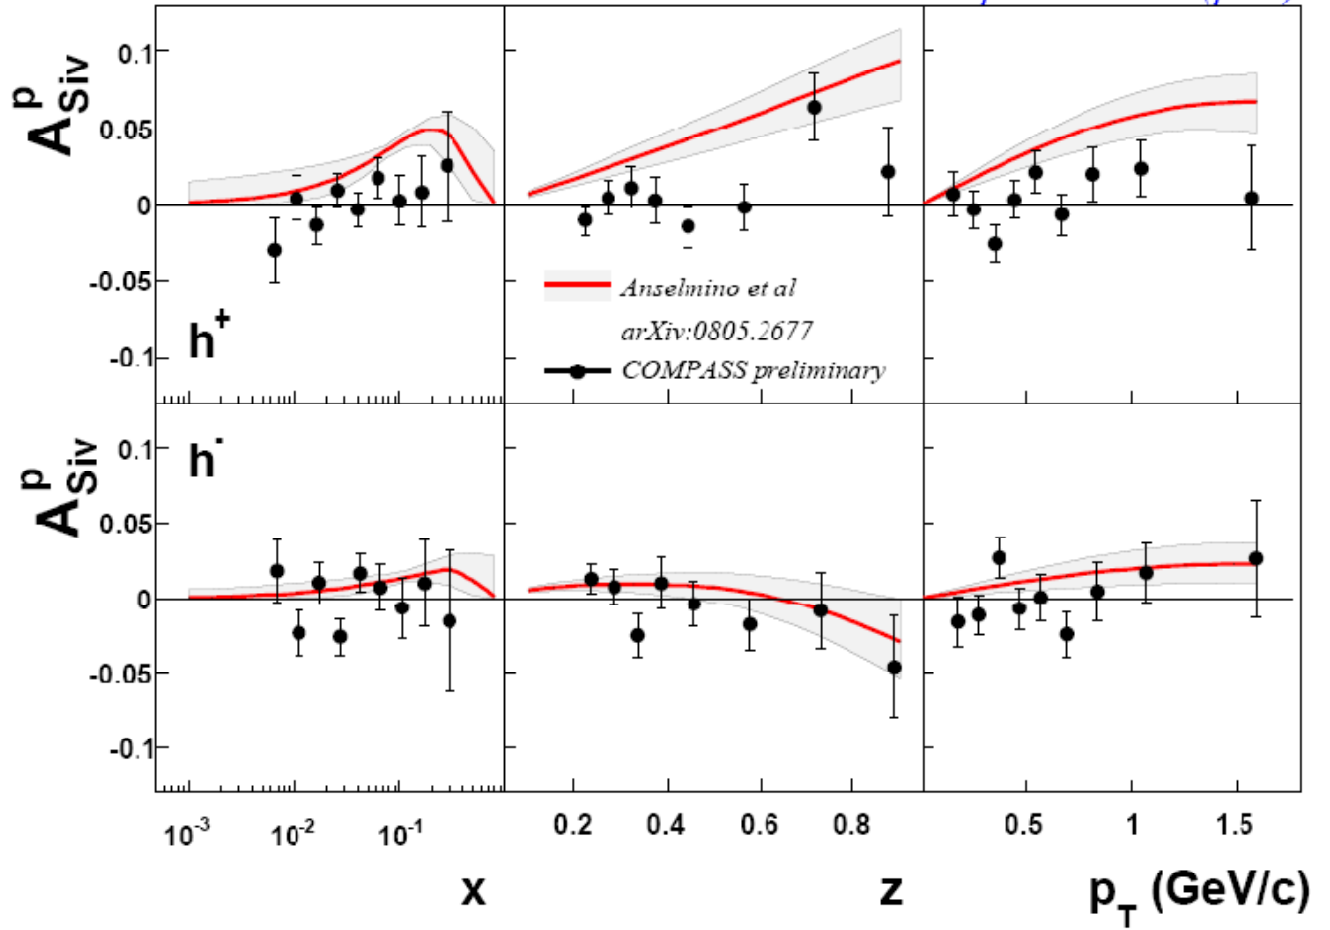 A^p_Siv
0.1
0.05
0
-0.05
-0.1
h^+
Anselmino et al
arXiv:0805.2677
COMPASS preliminary
A^p_Siv
0.1
0.05
0
-0.05
-0.1
h^-
10^-3 10^-2 10^-1
0.2 0.4 0.6 0.8
0.5 1 1.5
x
z
p_T (GeV/c)